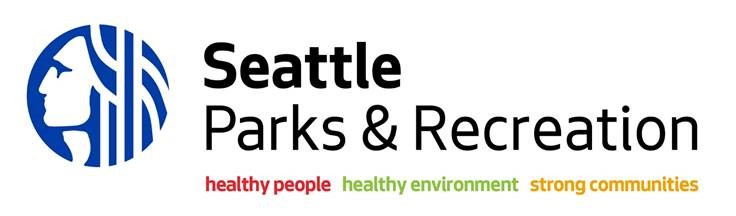 Seattle
Parks & Recreation
healthy people healthy environment strong communities